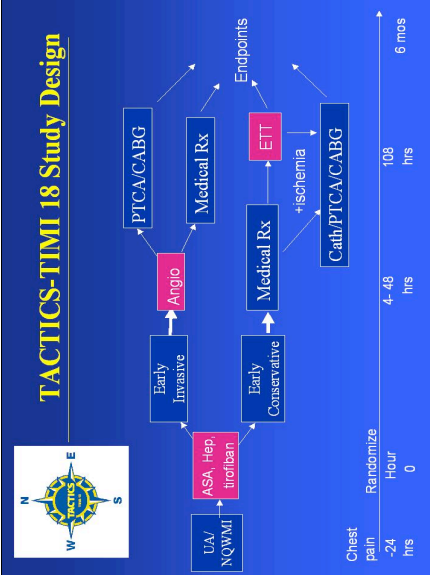 TACTICS-TIMI 18 Study Design
N
W
E
S
TACTICS
UA/
NQWMI
ASA, Hep,
tirofiban
Early
Invasive
Early
Conservative
Angio
Medical Rx
PTCA/CABG
Medical Rx
ETT
+ischemia
Cath/PTCA/CABG
Endpoints
Chest
pain
Randomize
-24
Hour
4- 48
108
6 mos
hrs
0
hrs
hrs